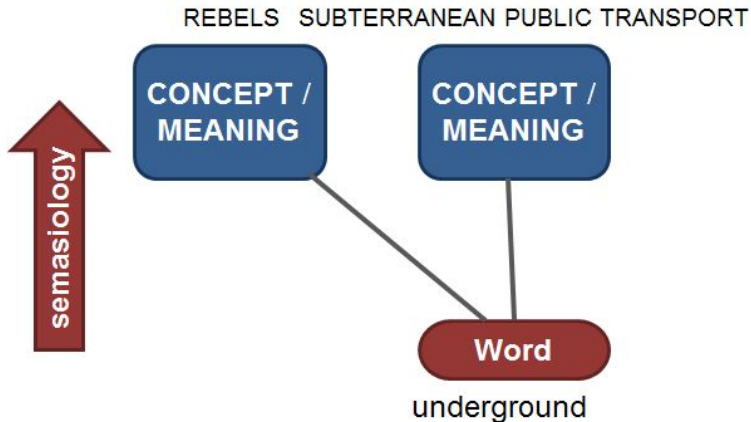 REBELS SUBTERRANEAN PUBLIC TRANSPORT
CONCEPT /
MEANING
CONCEPT /
MEANING
semasiology
Word
underground